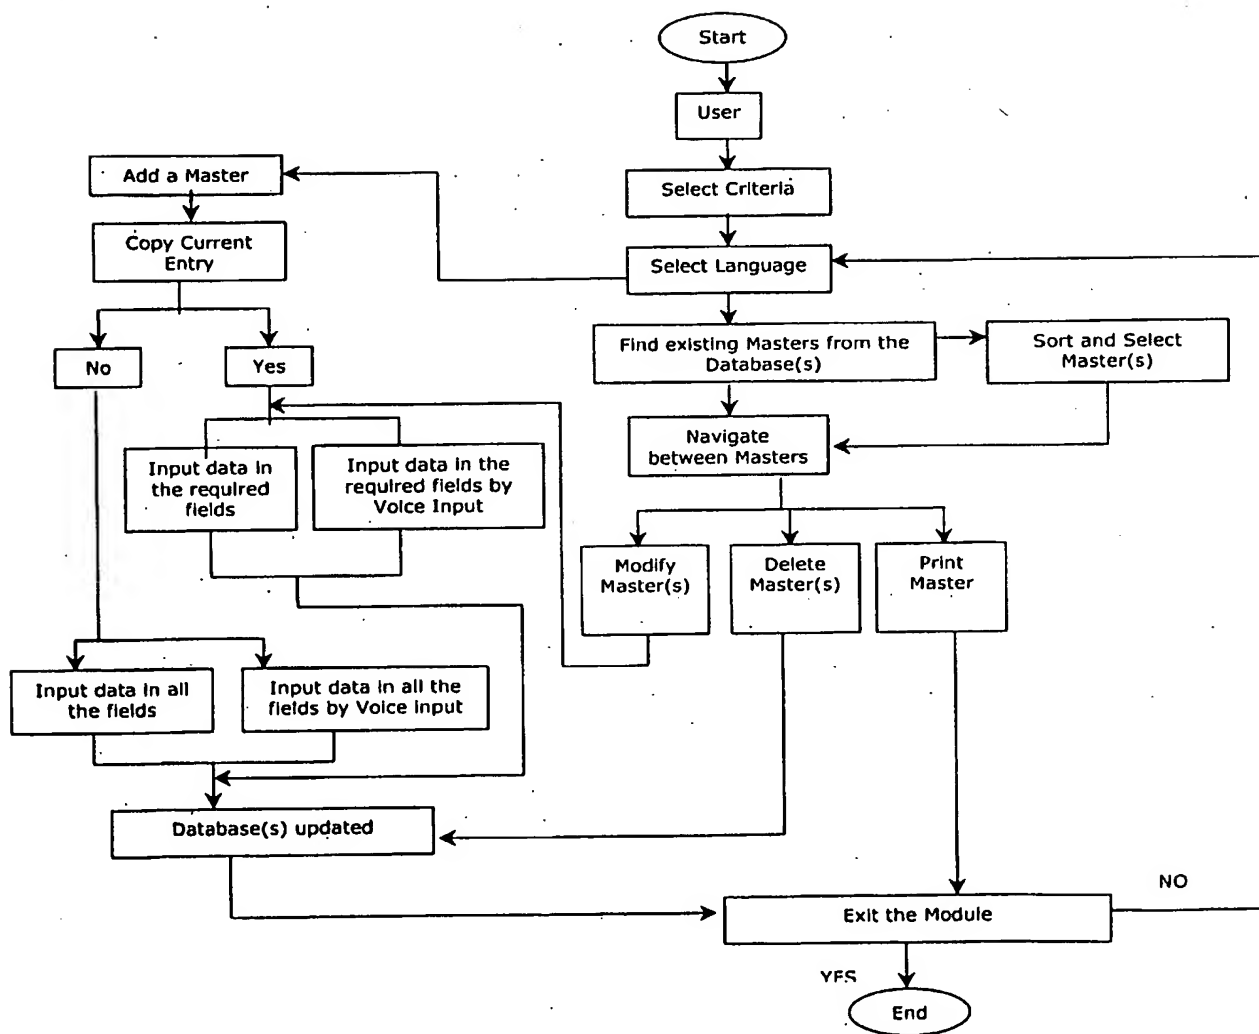 Start
User
Select Criteria
Add a Master
Copy Current
Entry
Select Language
Find existing Masters from the
Database(s)
Sort and Select
Master(s)
No
Yes
Navigate
between Masters
Input data in
the required
fields
Input data in the
required fields by
Voice Input
Modify
Master(s)
Delete
Master(s)
Print
Master
Input data in all
the fields
Input data in all the
fields by Voice input
Database(s) updated
Exit the Module
NO
YES
End